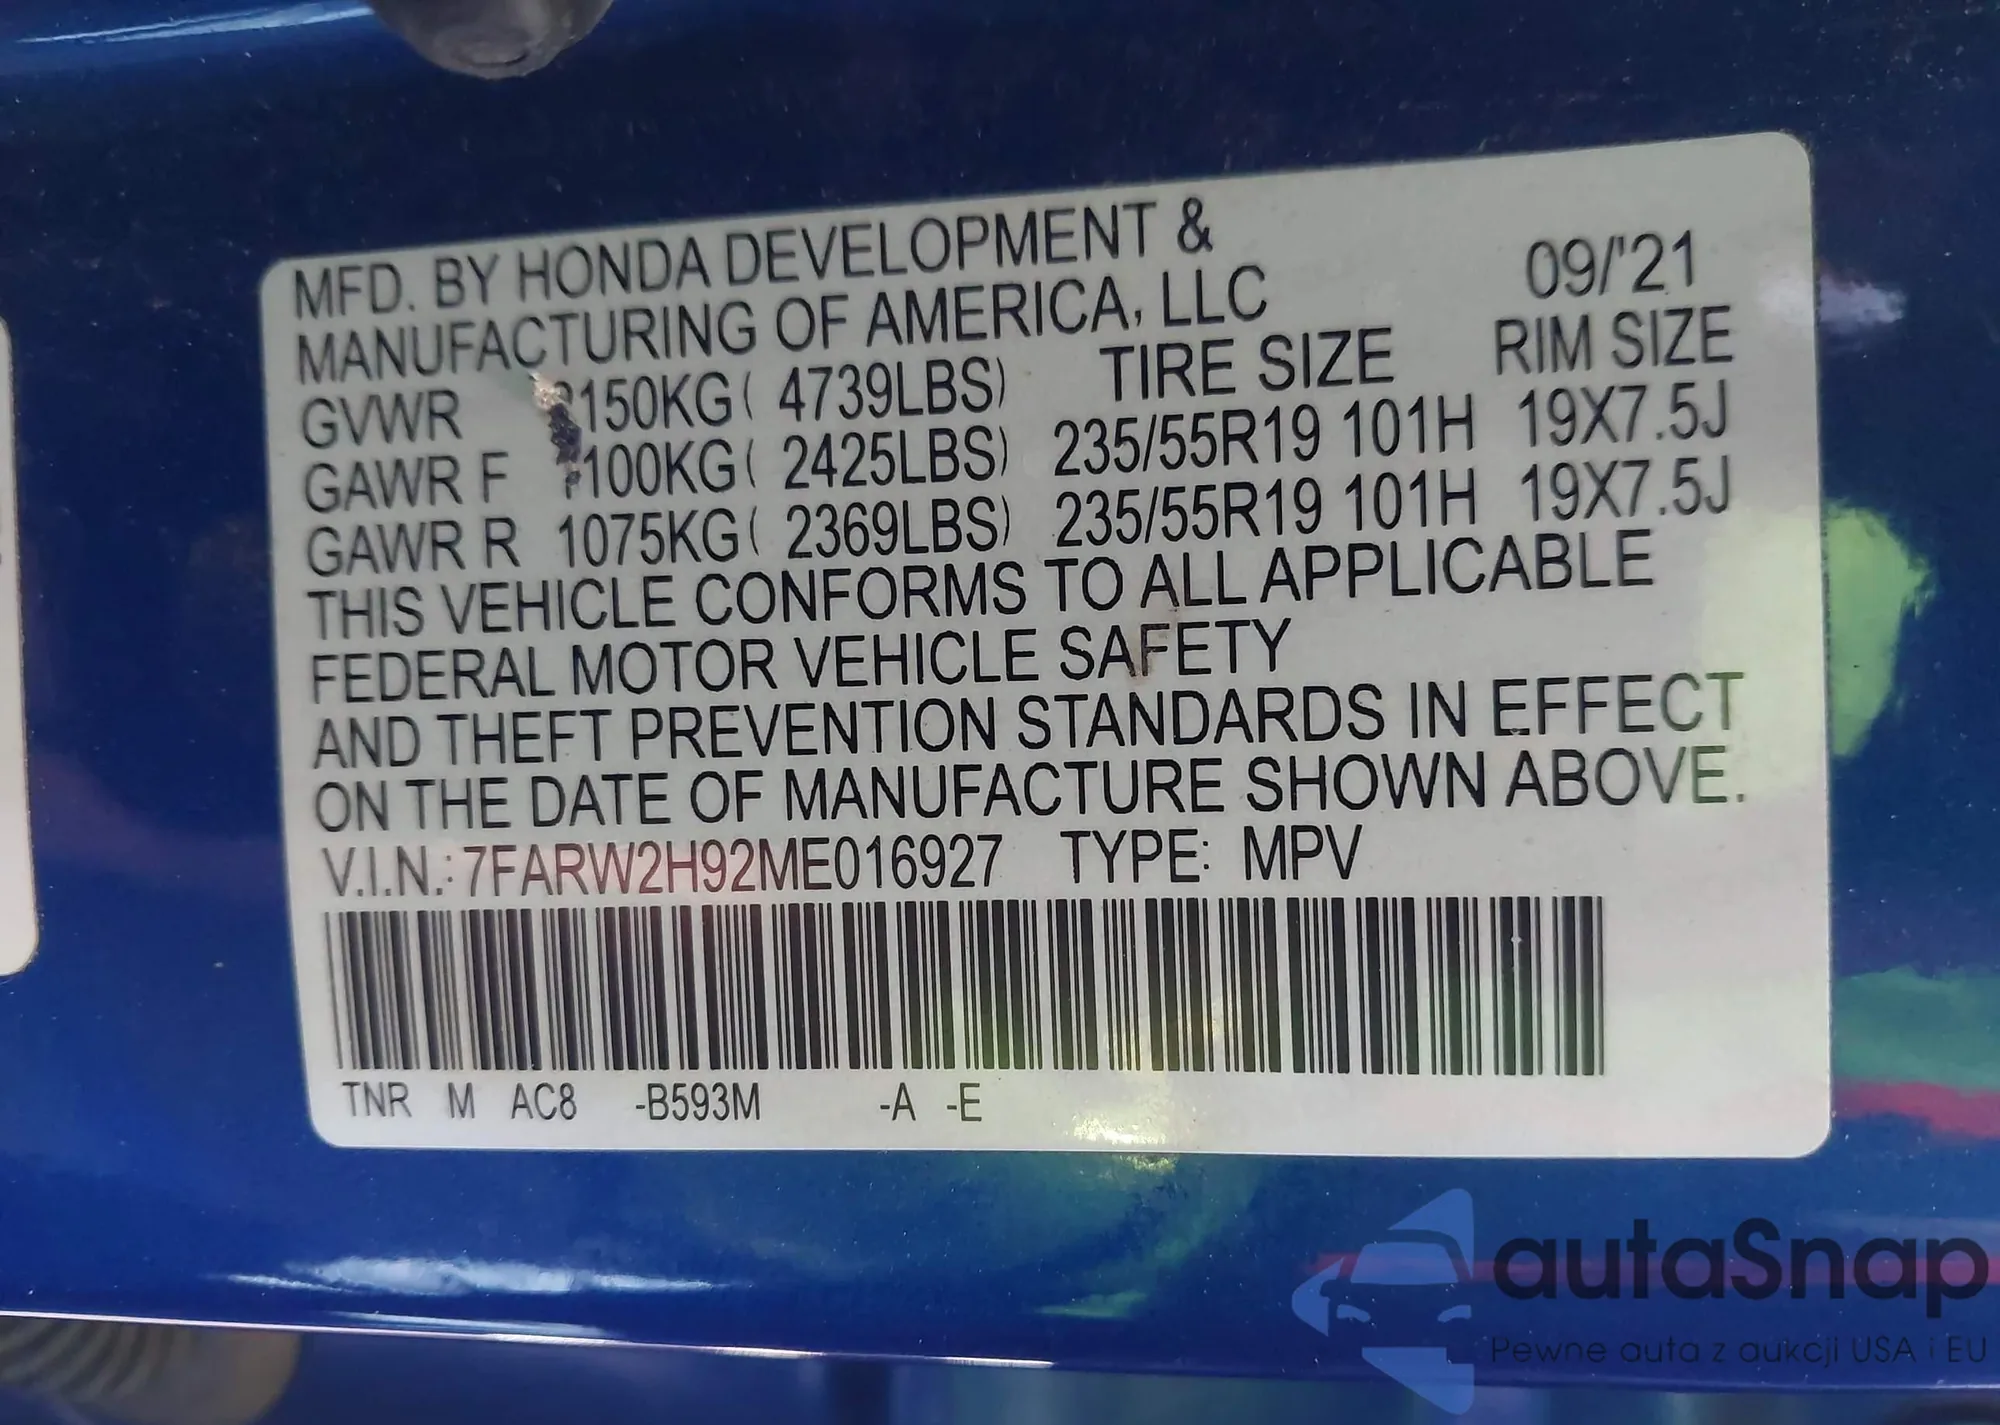 MFD. BY HONDA DEVELOPMENT &
MANUFACTURING OF AMERICA, LLC 09/'21
GVWR 2150KG( 4739LBS) TIRE SIZE RIM SIZE
GAWR F 1100KG( 2425LBS) 235/55R19 101H 19X7.5J
GAWR R 1075KG( 2369LBS) 235/55R19 101H 19X7.5J
THIS VEHICLE CONFORMS TO ALL APPLICABLE
FEDERAL MOTOR VEHICLE SAFETY
AND THEFT PREVENTION STANDARDS IN EFFECT
ON THE DATE OF MANUFACTURE SHOWN ABOVE.
V.I.N.: 7FARW2H92ME016927 TYPE: MPV
TNR M AC8 -B593M -A -E
autaSnap
Pewne auta z aukcji USA i EU